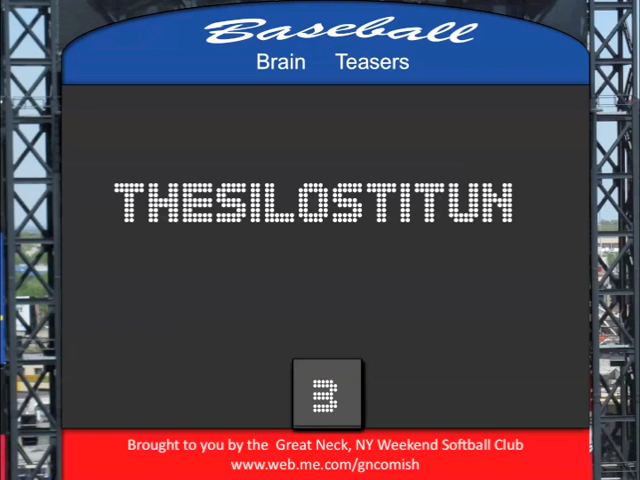 Baseball
Brain Teasers
THESILOSTITUN
3
Brought to you by the Great Neck, NY Weekend Softball Club
www.web.me.com/gncomish